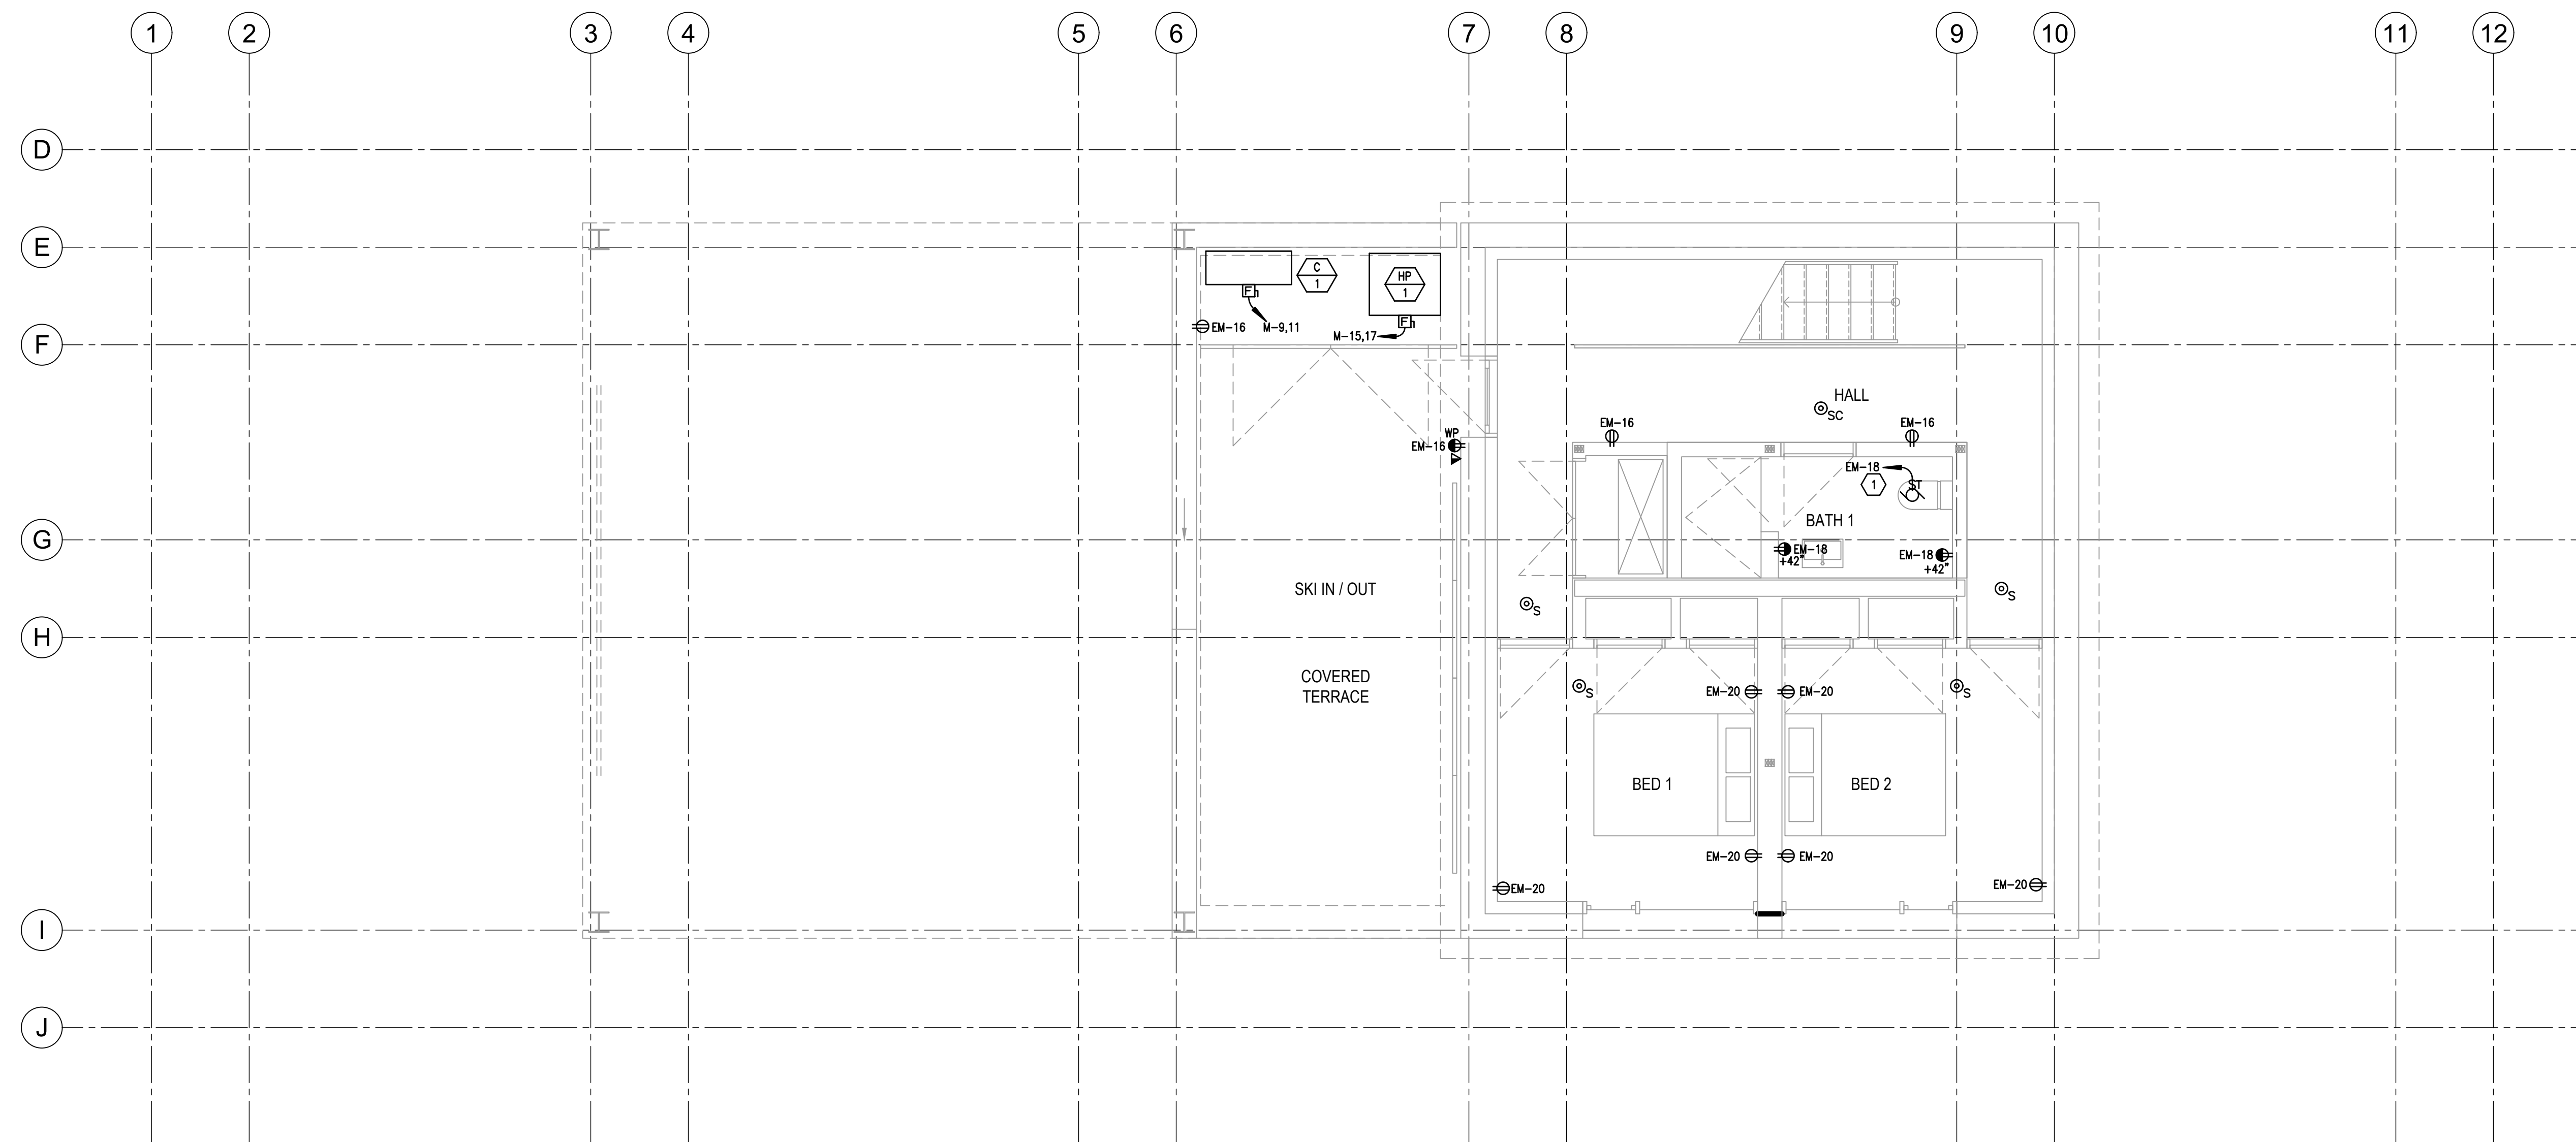 1
2
3
4
5
6
7
8
9
10
11
12
D
E
C
1
HP
1
F
F
EM-16
M-9,11
M-15,17
F
HALL
SC
EM-16
EM-16
WP
EM-16
EM-18
1
ST
BATH 1
G
EM-18
+42"
EM-18
+42"
SKI IN / OUT
S
S
H
COVERED
TERRACE
S
EM-20
EM-20
S
BED 1
BED 2
EM-20
EM-20
EM-20
EM-20
I
J